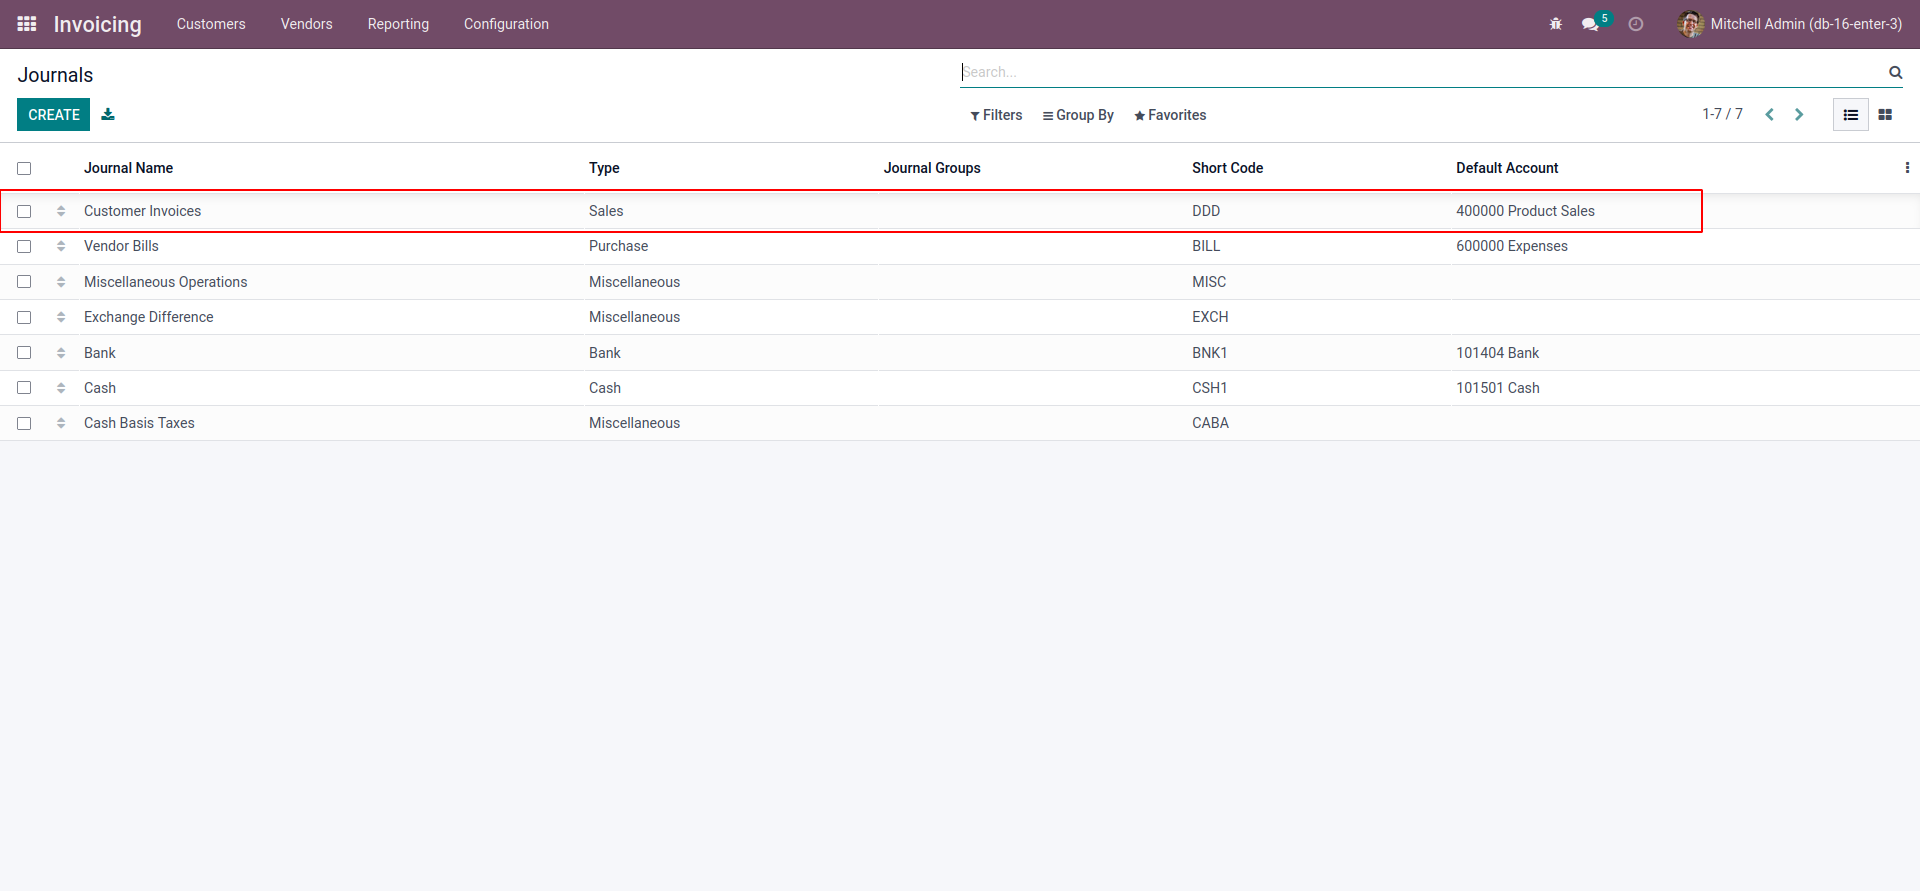 Invoicing Customers Vendors Reporting Configuration 5 Mitchell Admin (db-16-enter-3)
Journals Search...
CREATE Filters Group By Favorites 1-7 / 7
Journal Name Type Journal Groups Short Code Default Account
Customer Invoices Sales DDD 400000 Product Sales
Vendor Bills Purchase BILL 600000 Expenses
Miscellaneous Operations Miscellaneous MISC
Exchange Difference Miscellaneous EXCH
Bank Bank BNK1 101404 Bank
Cash Cash CSH1 101501 Cash
Cash Basis Taxes Miscellaneous CABA